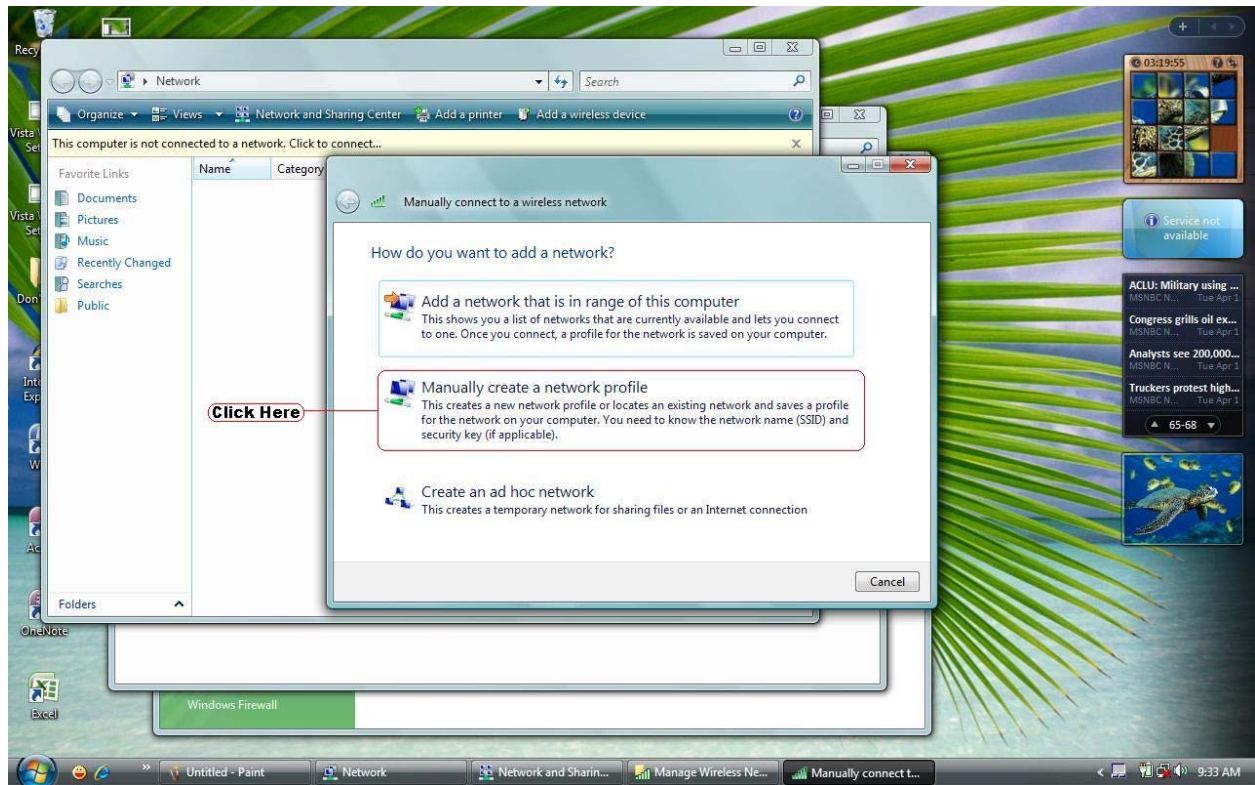 Recy
Network
Search
Organize
Views
Network and Sharing Center
Add a printer
Add a wireless device
This computer is not connected to a network. Click to connect...
Favorite Links
Documents
Pictures
Music
Recently Changed
Searches
Public
Folders
Name
Category
Manually connect to a wireless network
How do you want to add a network?
Add a network that is in range of this computer
This shows you a list of networks that are currently available and lets you connect
to one. Once you connect, a profile for the network is saved on your computer.
Manually create a network profile
This creates a new network profile or locates an existing network and saves a profile
for the network on your computer. You need to know the network name (SSID) and
security key (if applicable).
Click Here
Create an ad hoc network
This creates a temporary network for sharing files or an Internet connection
Cancel
Vista
Set
Vista
Set
Don'
Inte
Exp
W
Ac
OneNote
Excel
Windows Firewall
03:19:55
Service not
available
ACLU: Military using ...
MSNBC N... Tue Apr 1
Congress grills oil ex...
MSNBC N... Tue Apr 1
Analysts see 200,000...
MSNBC N... Tue Apr 1
Truckers protest high...
MSNBC N... Tue Apr 1
65-68
Untitled - Paint
Network
Network and Sharin...
Manage Wireless Ne...
Manually connect t...
9:33 AM